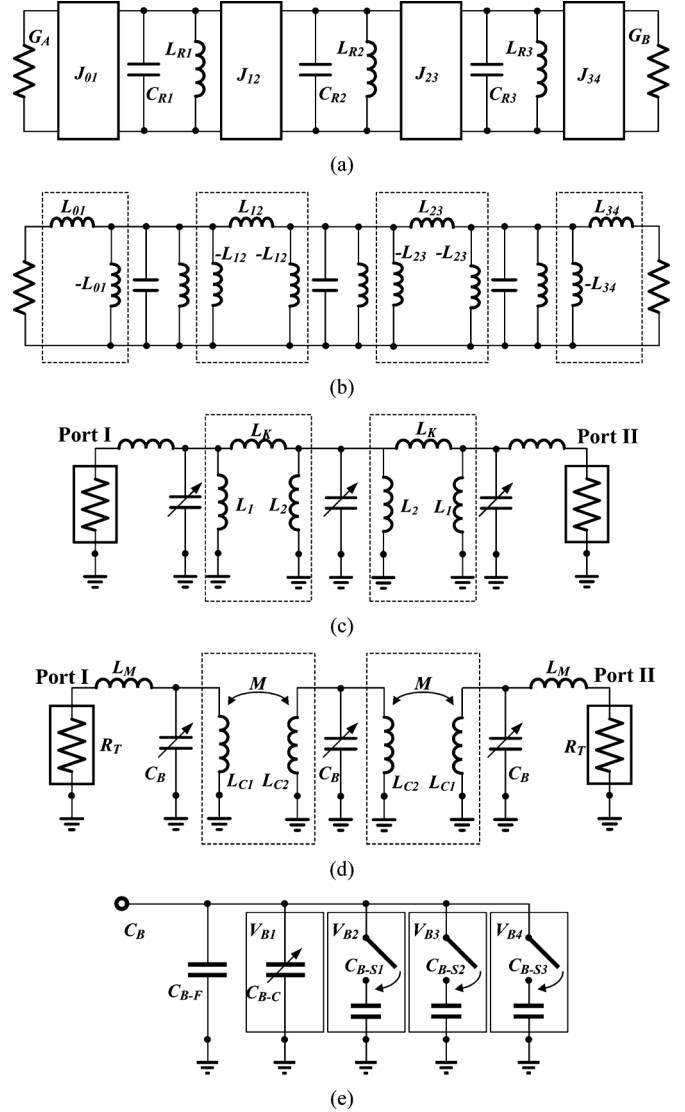 G_A J_01 C_R1 L_R1 J_12 C_R2 L_R2 J_23 C_R3 L_R3 J_34 G_B
(a)
L_01 L_12 L_23 L_34
-L_01 -L_12 -L_12 -L_23 -L_23 -L_34
(b)
Port I L_K L_K Port II
L_1 L_2 L_2 L_1
(c)
Port I L_M M M L_M Port II
R_T C_B L_C1 L_C2 C_B L_C2 L_C1 C_B R_T
(d)
C_B V_B1 V_B2 V_B3 V_B4
C_B-F C_B-C C_B-S1 C_B-S2 C_B-S3
(e)